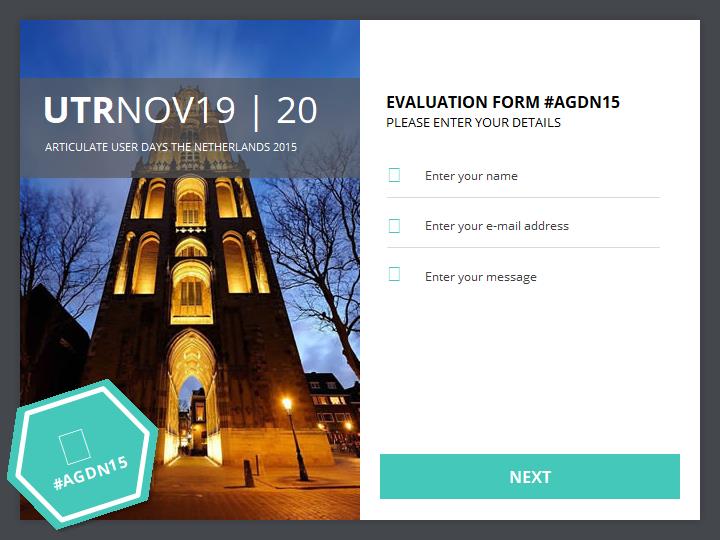 UTRNOV19 | 20
ARTICULATE USER DAYS THE NETHERLANDS 2015
#AGDN15
EVALUATION FORM #AGDN15
PLEASE ENTER YOUR DETAILS
Enter your name
Enter your e-mail address
Enter your message
NEXT